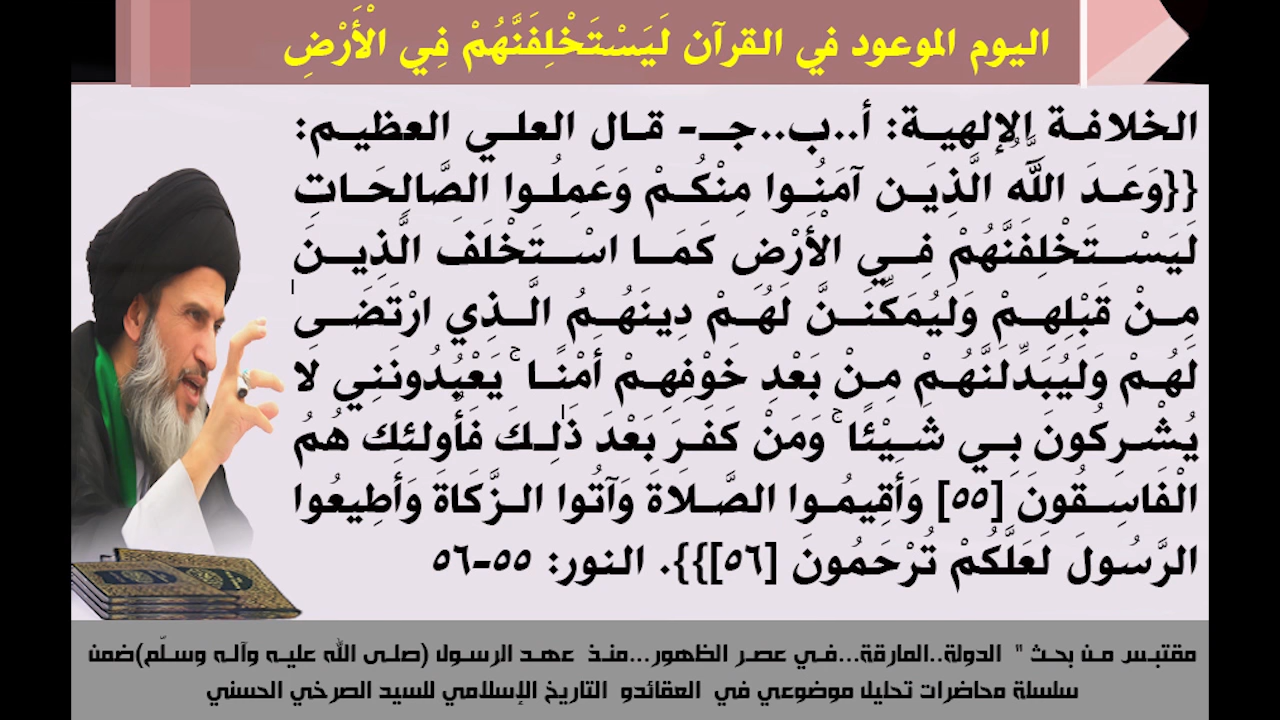 اليوم الموعود في القرآن لَيَسْتَخْلِفَنَّهُمْ فِي الْأَرْضِ
الخلافة الإلهية: أ..ب..جـ- قال العلي العظيم:
{{وَعَدَ اللَّهُ الَّذِيَن آمَنُوا مِنْكُمْ وَعَمِلُوا الصَّالِحَاتِ
لَيَسْتَخْلِفَنَّهُمْ فِي الْأَرْضِ كَمَا اسْتَخْلَفَ الَّذِينَ
مِنْ قَبْلِهِمْ وَلَيُمَكِّنَنَّ لَهُمْ دِينَهُمُ الَّذِي ارْتَضَىٰ
لَهُمْ وَلَيُبَدِّلَنَّهُمْ مِنْ بَعْدِ خَوْفِهِمْ أَمْنًا ۚ يَعْبُدُونَنِي لَا
يُشْرِكُونَ بِي شَيْئًا ۚ وَمَنْ كَفَرَ بَعْدَ ذَٰلِكَ فَأُولَئِكَ هُمُ
الْفَاسِقُونَ [٥٥] وَأَقِيمُوا الصَّلَاةَ وَآتُوا الزَّكَاةَ وَأَطِيعُوا
الرَّسُولَ لَعَلَّكُمْ تُرْحَمُونَ [٥٦]}}. النور: ٥٥-٥٦
مقتبس من بحث " الدولة..المارقة...في عصر الظهور...منذ عهد الرسول (صلى الله عليه وآله وسلّم)ضمن
سلسلة محاضرات تحليل موضوعي في العقائدو التاريخ الإسلامي للسيد الصرخي الحسني